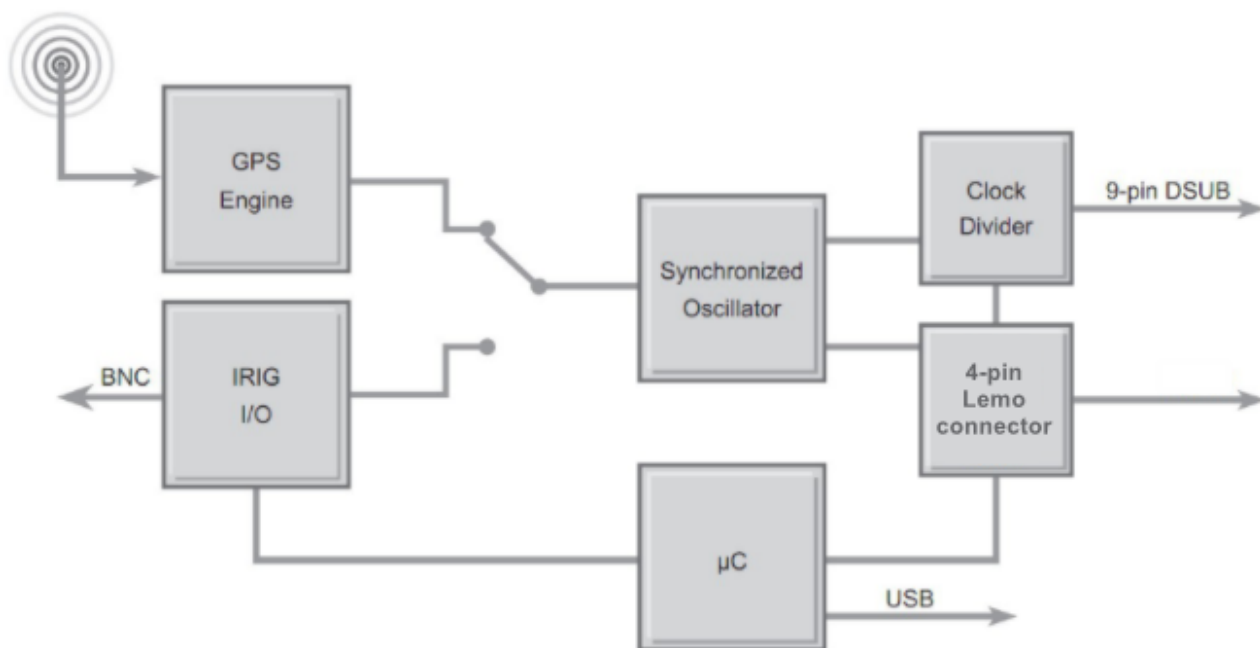 GPS
Engine
Clock
Divider
9-pin DSUB
Synchronized
Oscillator
BNC
IRIG
I/O
4-pin
Lemo
connector
µC
USB